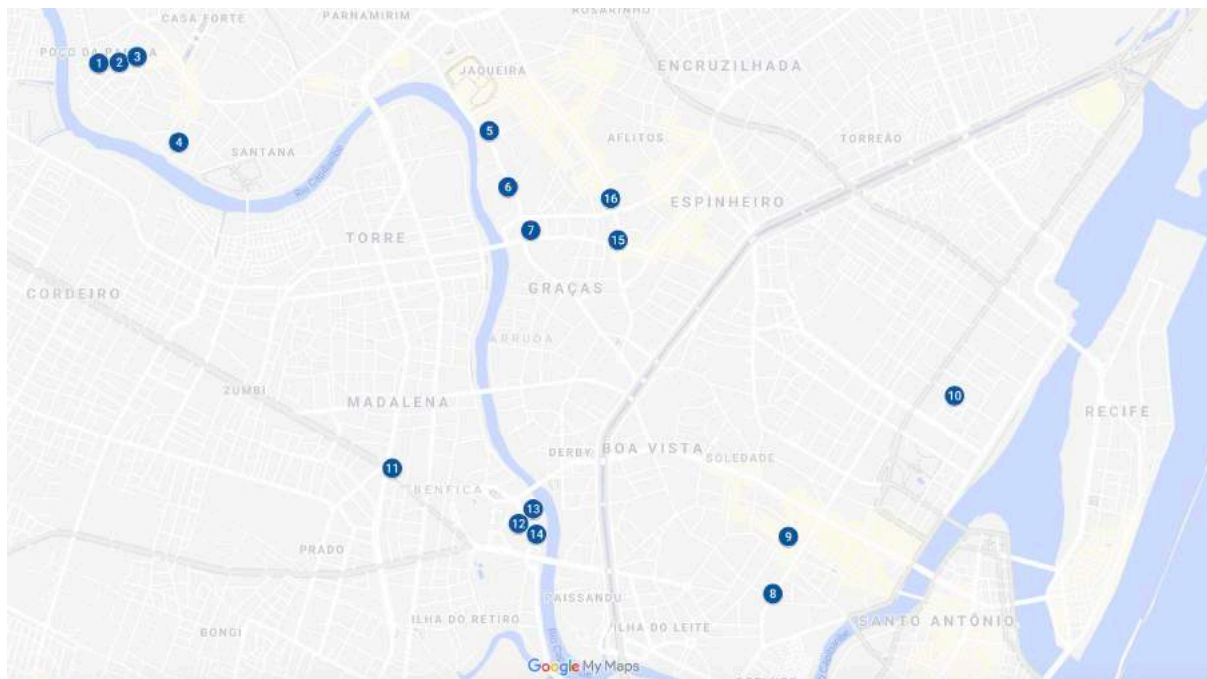 ROSARINHO
CASA FORTE
PARNAMIRIM
POÇO DA PANELA
1
2
3
JAQUEIRA
ENCRUZILHADA
5
AFLITOS
TORREÃO
4
SANTANA
Rio Capibaribe
6
16
ESPINHEIRO
7
15
TORRE
GRAÇAS
CORDEIRO
ARRUDA
ZUMBI
MADALENA
10
RECIFE
DERBY
BOA VISTA
SOLEDADE
11
BENFICA
13
12
14
9
PRADO
8
PAISSANDU
ILHA DO RETIRO
ILHA DO LEITE
SANTO ANTÔNIO
BONGI
Rio Capibaribe
Google My Maps